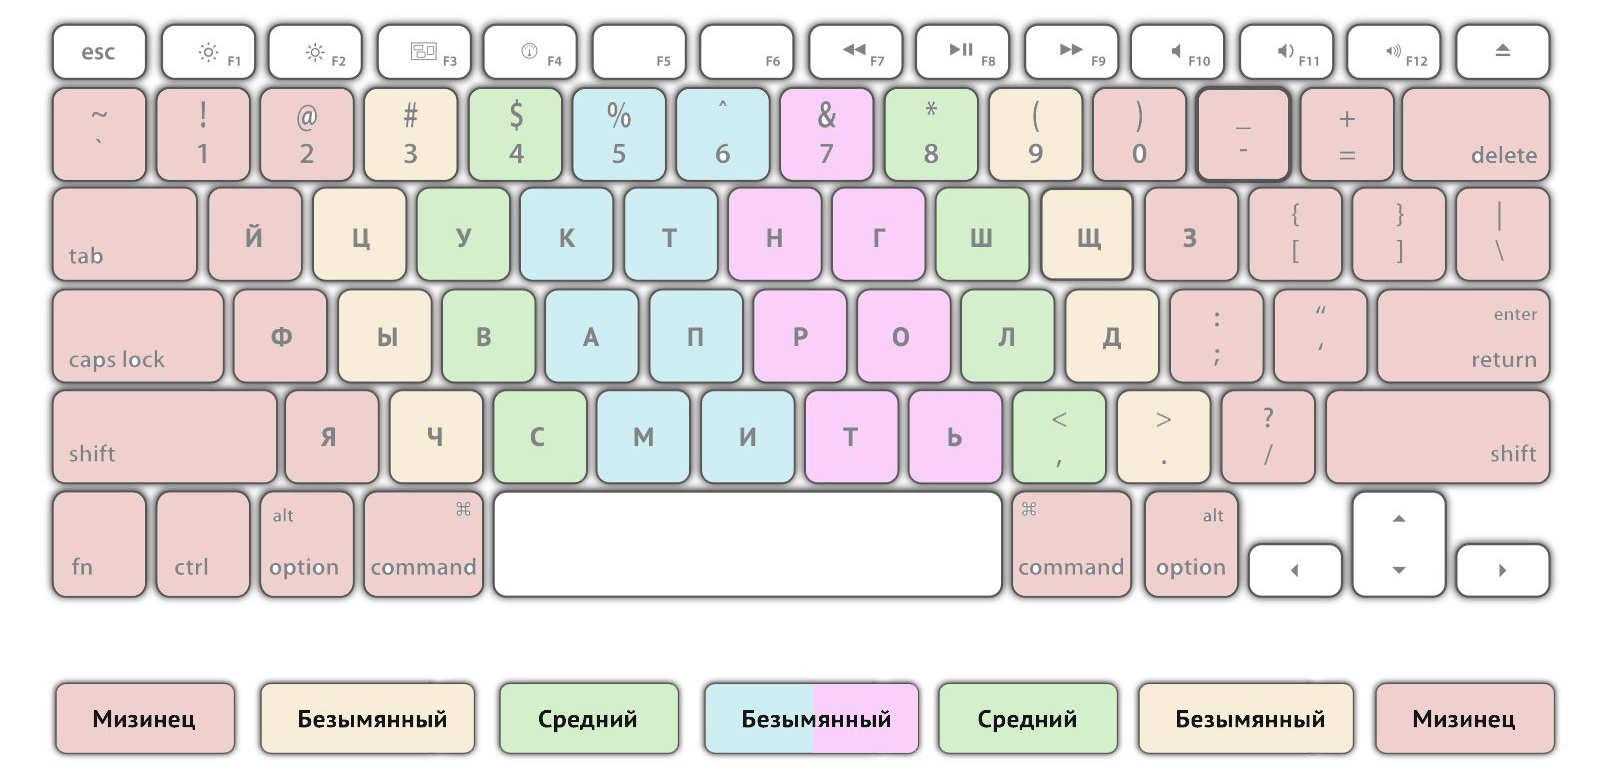 esc F1 F2 F3 F4 F5 F6 F7 F8 F9 F10 F11 F12
~ ! @ # $ % ^ & * ( ) _ +
` 1 2 3 4 5 6 7 8 9 0 - = delete
tab Й Ц У К Т Н Г Ш Щ З { } |
[ ] \
caps lock Ф Ы В А П Р О Л Д : “ enter
; ‘ return
shift Я Ч С М И Т Ь < > ? shift
, . /
alt ⌘ ⌘ alt
fn ctrl option command command option
Мизинец Безымянный Средний Безымянный Средний Безымянный Мизинец